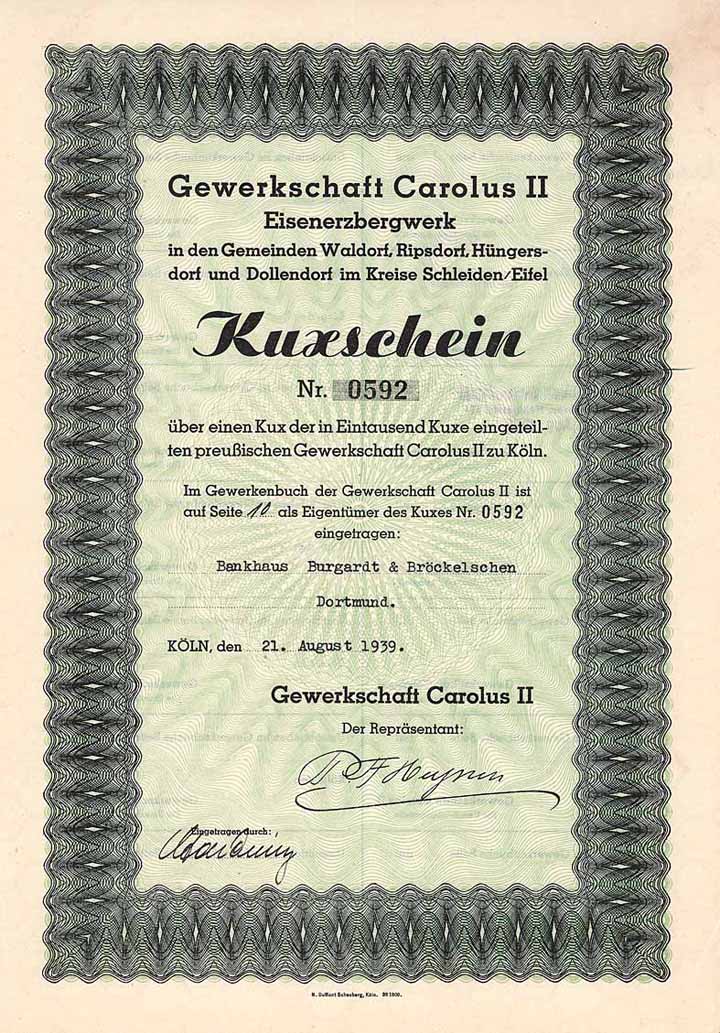 Gewerkschaft Carolus II
Eisenerzbergwerk
in den Gemeinden Waldorf, Ripsdorf, Hüngers-
dorf und Dollendorf im Kreise Schleiden/Eifel
Kuxschein
Nr. 0592
über einen Kux der in Eintausend Kuxe eingeteil-
ten preußischen Gewerkschaft Carolus II zu Köln.
Im Gewerkenbuch der Gewerkschaft Carolus II ist
auf Seite 10 als Eigentümer des Kuxes Nr. 0592
eingetragen:
Bankhaus Burgardt & Bröckelschen
Dortmund.
KÖLN, den 21. August 1939.
Gewerkschaft Carolus II
Der Repräsentant:
Eingetragen durch:
M. DuMont Schauberg, Köln.